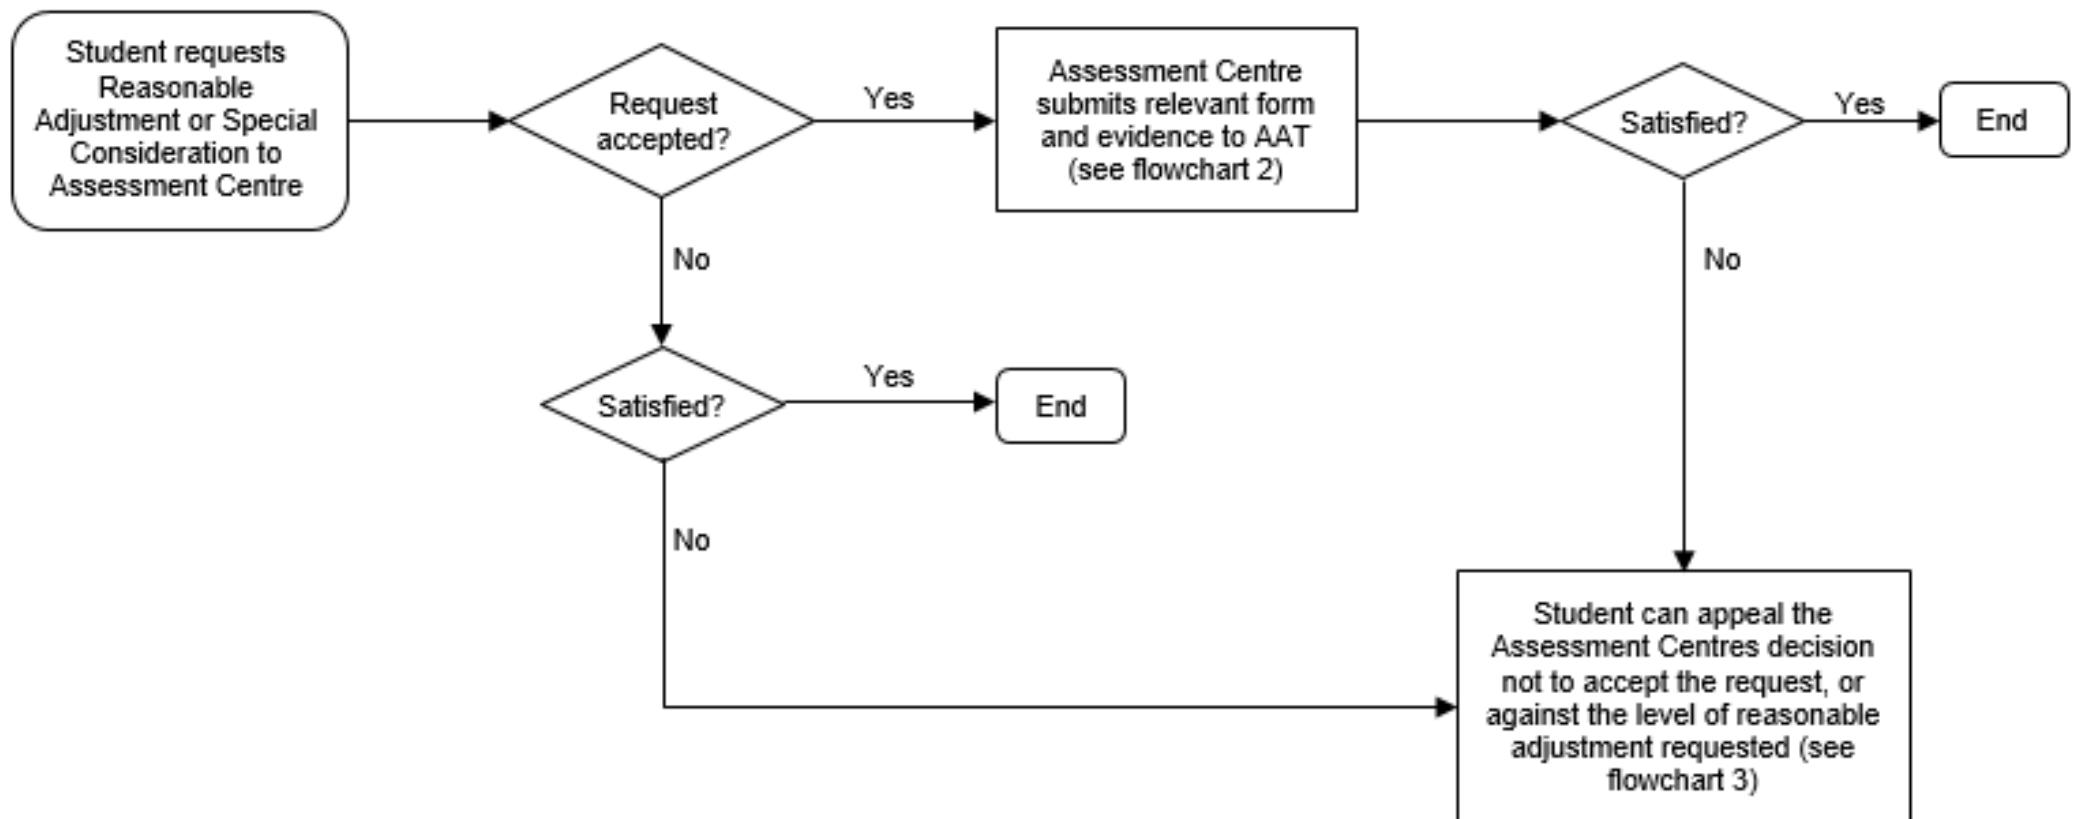 Student requests
Reasonable
Adjustment or Special
Consideration to
Assessment Centre
Request
accepted?
Yes
Assessment Centre
submits relevant form
and evidence to AAT
(see flowchart 2)
Satisfied?
Yes
End
No
No
Satisfied?
Yes
End
No
Student can appeal the
Assessment Centres decision
not to accept the request, or
against the level of reasonable
adjustment requested (see
flowchart 3)